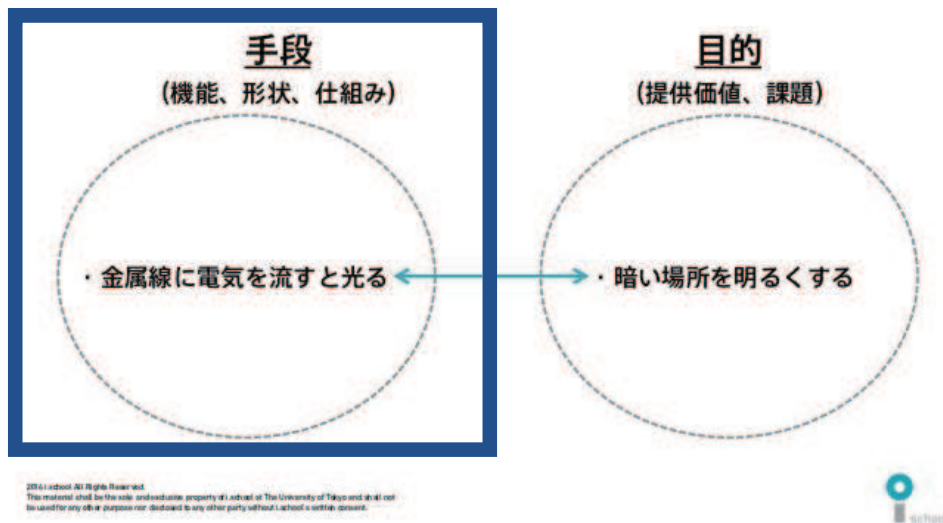 手段
(機能、形状、仕組み)
・金属線に電気を流すと光る
目的
(提供価値、課題)
・暗い場所を明るくする
2016 i.school All Rights Reserved.
This material shall be the sole and exclusive property of i.school at The University of Tokyo and shall not
be used for any other purpose nor disclosed to any other party without i.school's written consent.
i.school